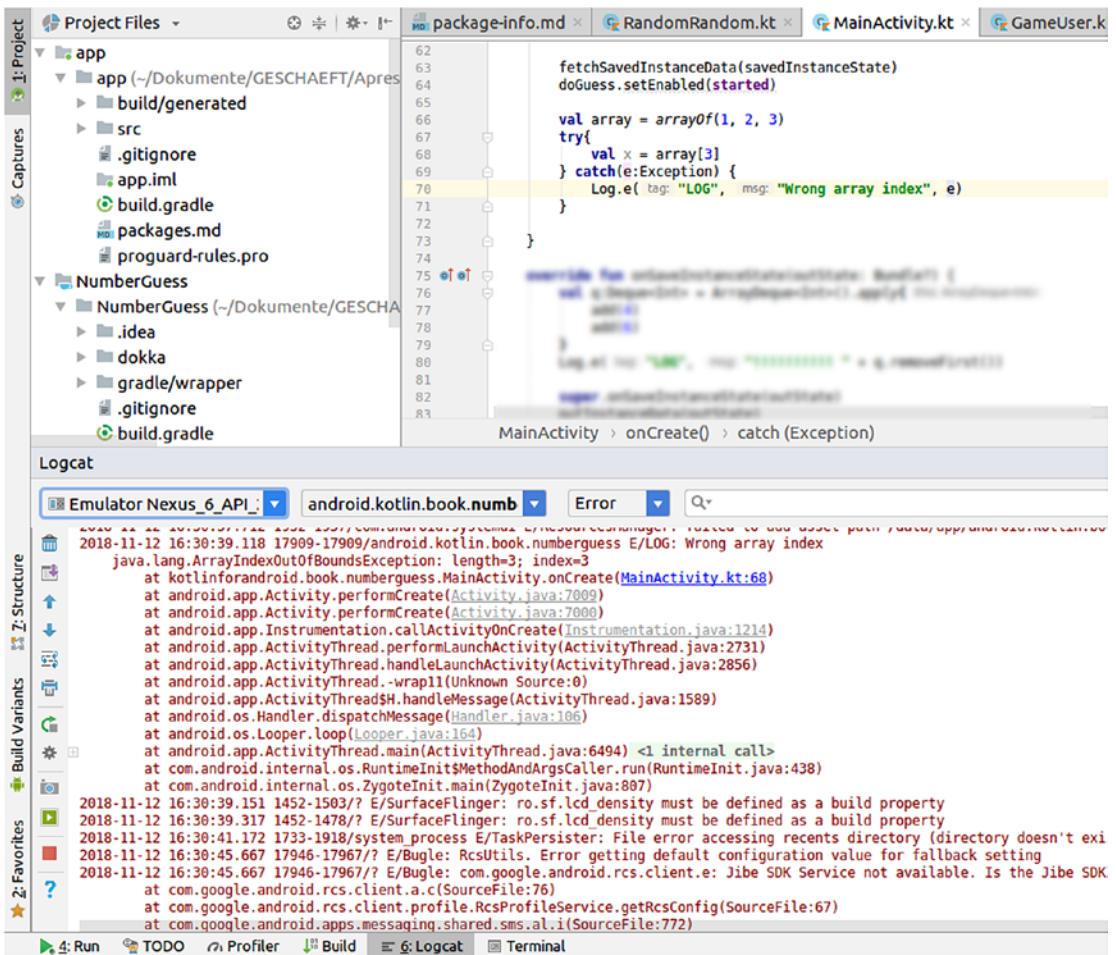 1: Project
Captures
7: Structure
Build Variants
2: Favorites
Project Files
app
app (~/Dokumente/GESCHAEFT/Apres
build/generated
src
.gitignore
app.iml
build.gradle
packages.md
proguard-rules.pro
NumberGuess
NumberGuess (~/Dokumente/GESCHA
.idea
dokka
gradle/wrapper
.gitignore
build.gradle
package-info.md
RandomRandom.kt
MainActivity.kt
GameUser.k
62
63 fetchSavedInstanceData(savedInstanceState)
64 doGuess.setEnabled(started)
65
66 val array = arrayOf(1, 2, 3)
67 try{
68 val x = array[3]
69 } catch(e:Exception) {
70 Log.e( tag: "LOG", msg: "Wrong array index", e)
71 }
72
73 }
74
75 override fun onSaveInstanceState(outState: Bundle?) {
76
77
78
79 }
80
81
82 super.onSaveInstanceState(outState)
83
MainActivity › onCreate() › catch (Exception)
Logcat
Emulator Nexus_6_API_
android.kotlin.book.numb
Error
2018-11-12 16:30:39.118 17909-17909/android.kotlin.book.numberguess E/LOG: Wrong array index
java.lang.ArrayIndexOutOfBoundsException: length=3; index=3
at kotlinforandroid.book.numberguess.MainActivity.onCreate(MainActivity.kt:68)
at android.app.Activity.performCreate(Activity.java:7009)
at android.app.Activity.performCreate(Activity.java:7000)
at android.app.Instrumentation.callActivityOnCreate(Instrumentation.java:1214)
at android.app.ActivityThread.performLaunchActivity(ActivityThread.java:2731)
at android.app.ActivityThread.handleLaunchActivity(ActivityThread.java:2856)
at android.app.ActivityThread.-wrap11(Unknown Source:0)
at android.app.ActivityThread$H.handleMessage(ActivityThread.java:1589)
at android.os.Handler.dispatchMessage(Handler.java:106)
at android.os.Looper.loop(Looper.java:164)
at android.app.ActivityThread.main(ActivityThread.java:6494) <1 internal call>
at com.android.internal.os.RuntimeInit$MethodAndArgsCaller.run(RuntimeInit.java:438)
at com.android.internal.os.ZygoteInit.main(ZygoteInit.java:807)
2018-11-12 16:30:39.151 1452-1503/? E/SurfaceFlinger: ro.sf.lcd_density must be defined as a build property
2018-11-12 16:30:39.317 1452-1478/? E/SurfaceFlinger: ro.sf.lcd_density must be defined as a build property
2018-11-12 16:30:41.172 1733-1918/system_process E/TaskPersister: File error accessing recents directory (directory doesn't exi
2018-11-12 16:30:45.667 17946-17967/? E/Bugle: RcsUtils. Error getting default configuration value for fallback setting
2018-11-12 16:30:45.667 17946-17967/? E/Bugle: com.google.android.rcs.client.e: Jibe SDK Service not available. Is the Jibe SDK
at com.google.android.rcs.client.a.c(SourceFile:76)
at com.google.android.rcs.client.profile.RcsProfileService.getRcsConfig(SourceFile:67)
at com.google.android.apps.messaging.shared.sms.al.i(SourceFile:772)
4: Run
TODO
Profiler
Build
6: Logcat
Terminal